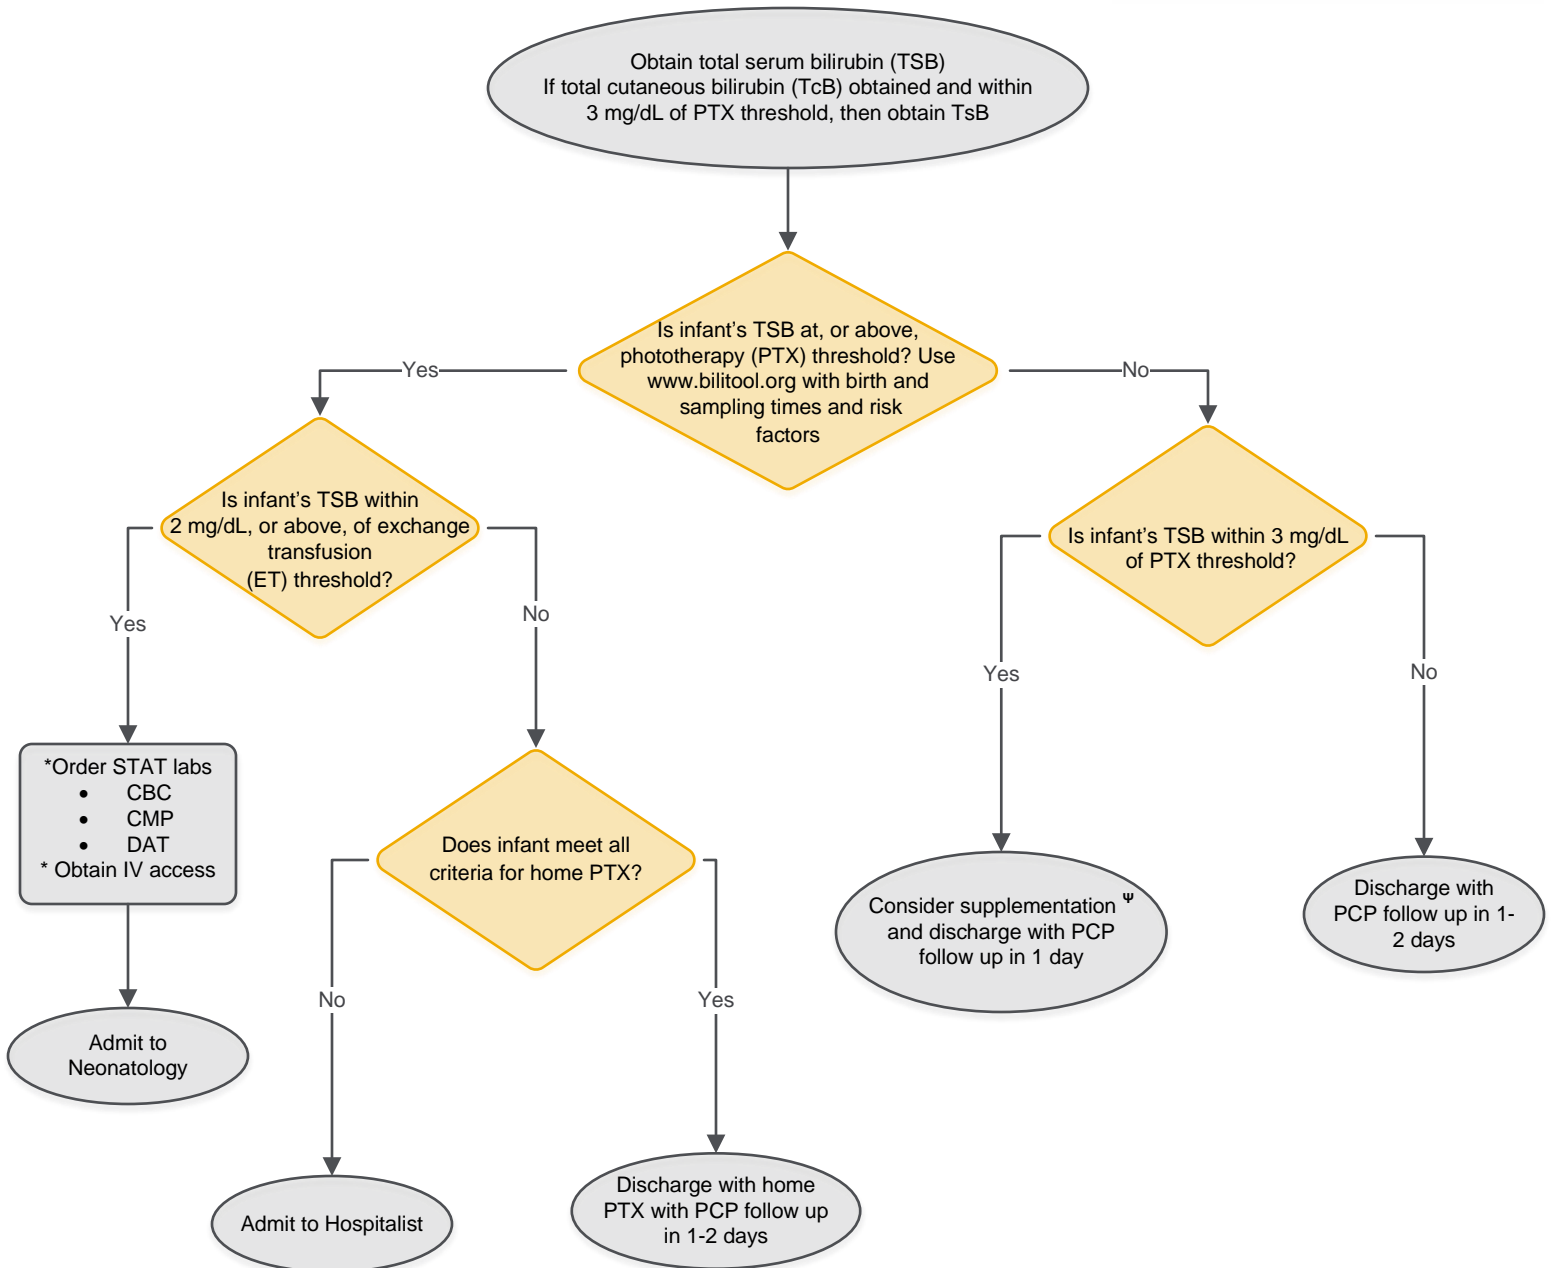 Obtain total serum bilirubin (TSB)
If total cutaneous bilirubin (TcB) obtained and within
3 mg/dL of PTX threshold, then obtain TsB
Is infant’s TSB at, or above,
phototherapy (PTX) threshold? Use
www.bilitool.org with birth and
sampling times and risk
factors
Yes
No
Is infant’s TSB within
2 mg/dL, or above, of exchange
transfusion
(ET) threshold?
Is infant’s TSB within 3 mg/dL
of PTX threshold?
Yes
No
Yes
No
*Order STAT labs
• CBC
• CMP
• DAT
* Obtain IV access
Does infant meet all
criteria for home PTX?
Consider supplementation Ψ
and discharge with PCP
follow up in 1 day
Discharge with
PCP follow up in 1-
2 days
No
Yes
Admit to
Neonatology
Admit to Hospitalist
Discharge with home
PTX with PCP follow up
in 1-2 days